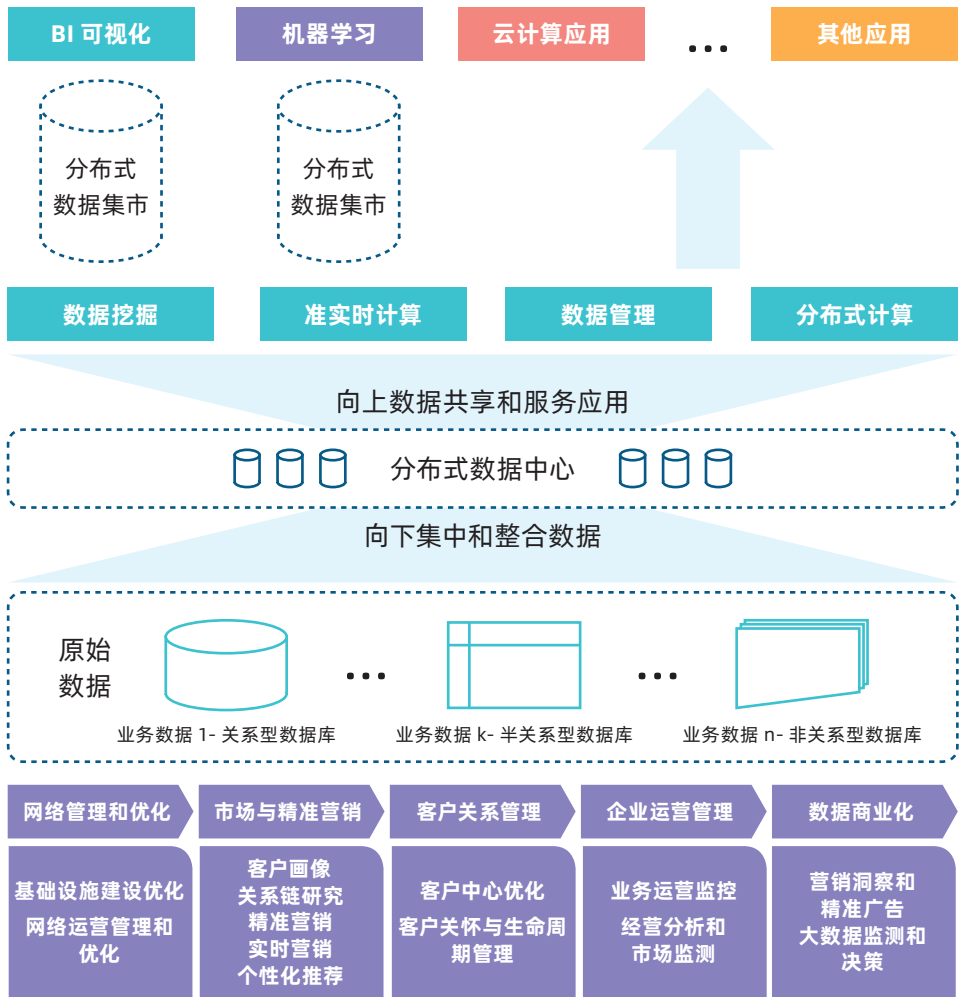 BI 可视化
机器学习
云计算应用
...
其他应用
分布式
数据集市
分布式
数据集市
数据挖掘
准实时计算
数据管理
分布式计算
向上数据共享和服务应用
分布式数据中心
向下集中和整合数据
原始
数据
...
...
业务数据 1- 关系型数据库
业务数据 k- 半关系型数据库
业务数据 n- 非关系型数据库
网络管理和优化
市场与精准营销
客户关系管理
企业运营管理
数据商业化
基础设施建设优化
网络运营管理和
优化
客户画像
关系链研究
精准营销
实时营销
个性化推荐
客户中心优化
客户关怀与生命周
期管理
业务运营监控
经营分析和
市场监测
营销洞察和
精准广告
大数据监测和
决策